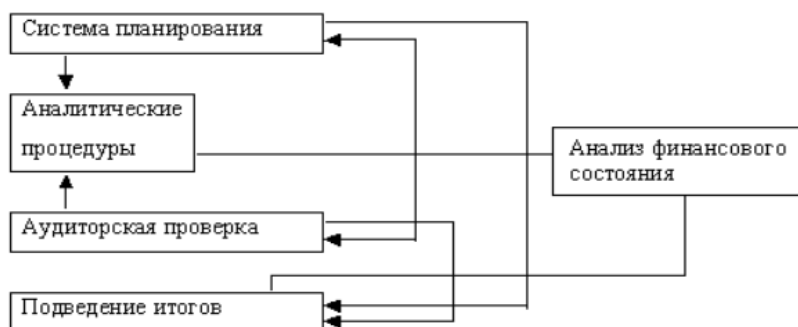 Система планирования
Аналитические
процедуры
Анализ финансового
состояния
Аудиторская проверка
Подведение итогов